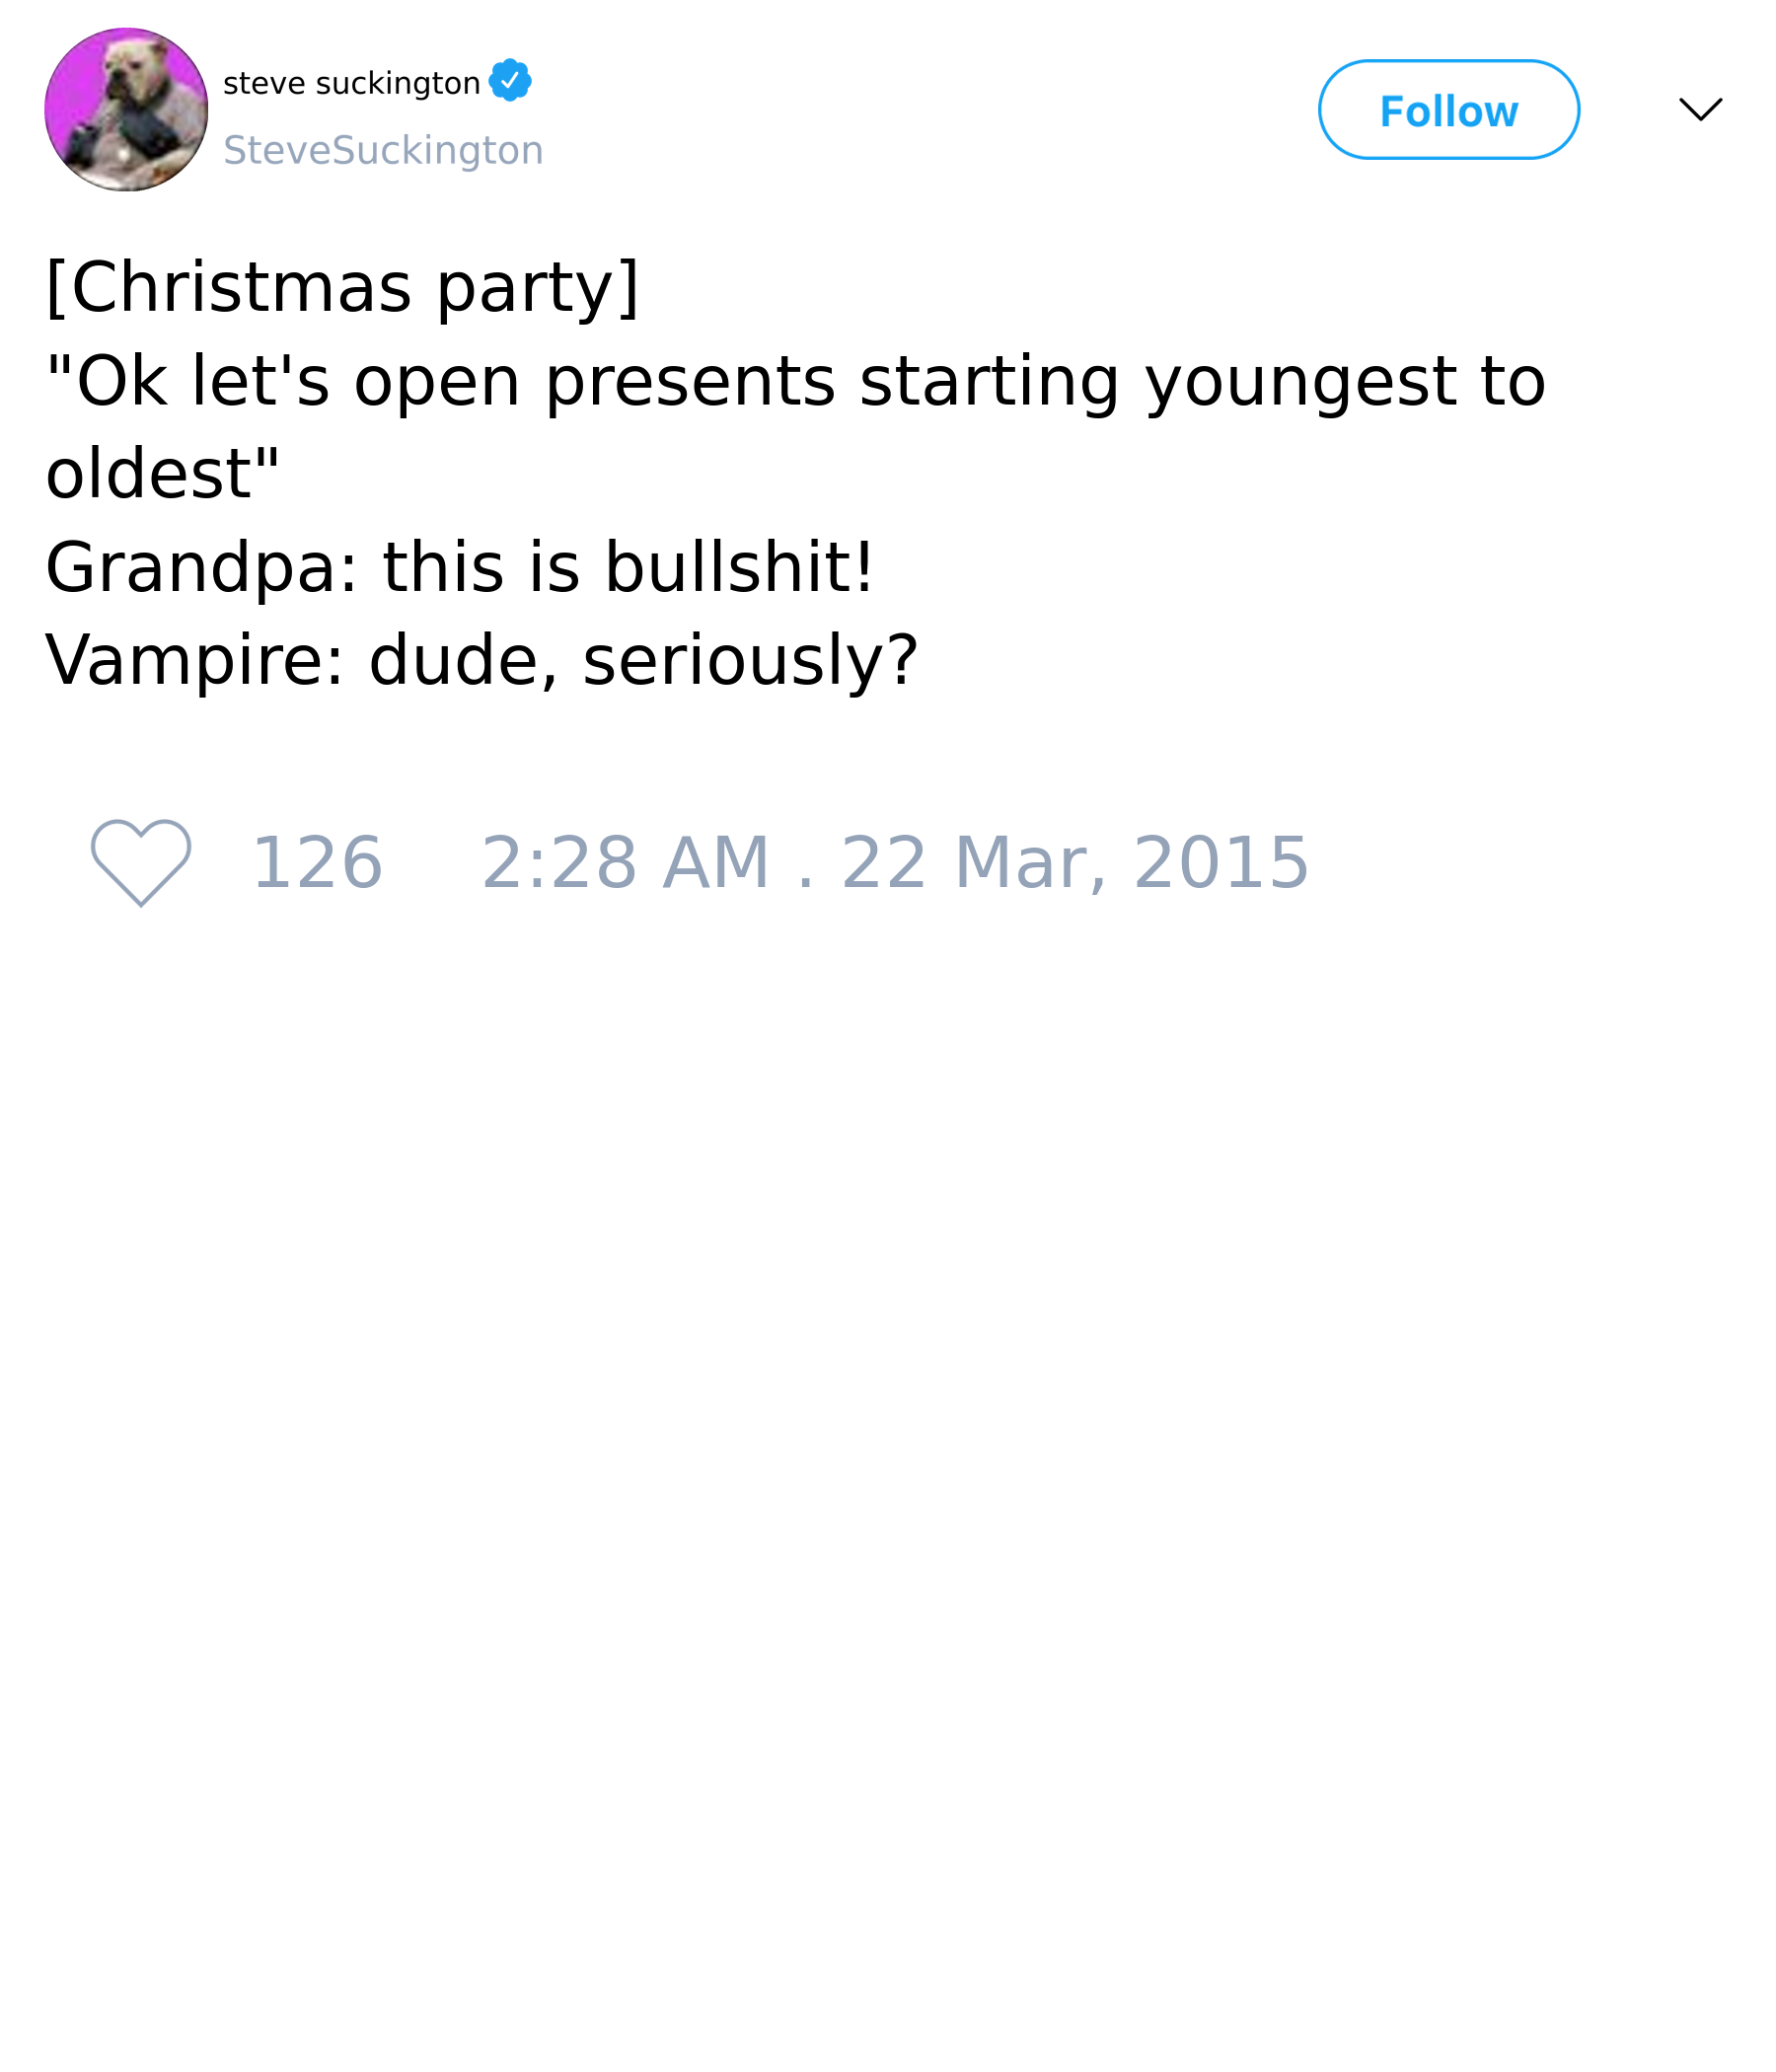 steve suckington
SteveSuckington
Follow
[Christmas party]
"Ok let's open presents starting youngest to
oldest"
Grandpa: this is bullshit!
Vampire: dude, seriously?
126 2:28 AM . 22 Mar, 2015